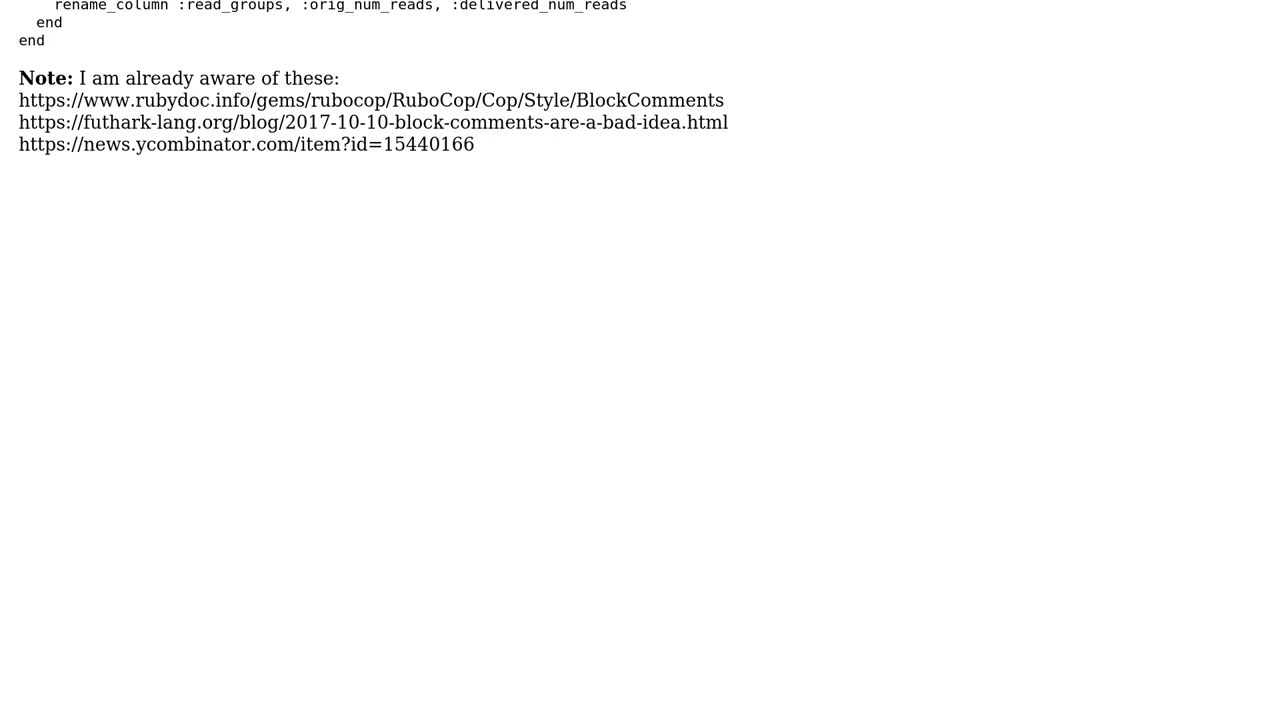 rename_column :read_groups, :orig_num_reads, :delivered_num_reads
end
end
Note: I am already aware of these:
https://www.rubydoc.info/gems/rubocop/RuboCop/Cop/Style/BlockComments
https://futhark-lang.org/blog/2017-10-10-block-comments-are-a-bad-idea.html
https://news.ycombinator.com/item?id=15440166